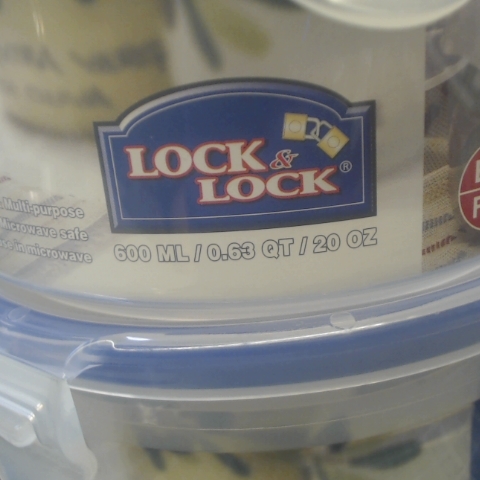 LOCK &
LOCK®
600 ML / 0.63 QT / 20 OZ
Multi-purpose
Microwave safe
in microwave